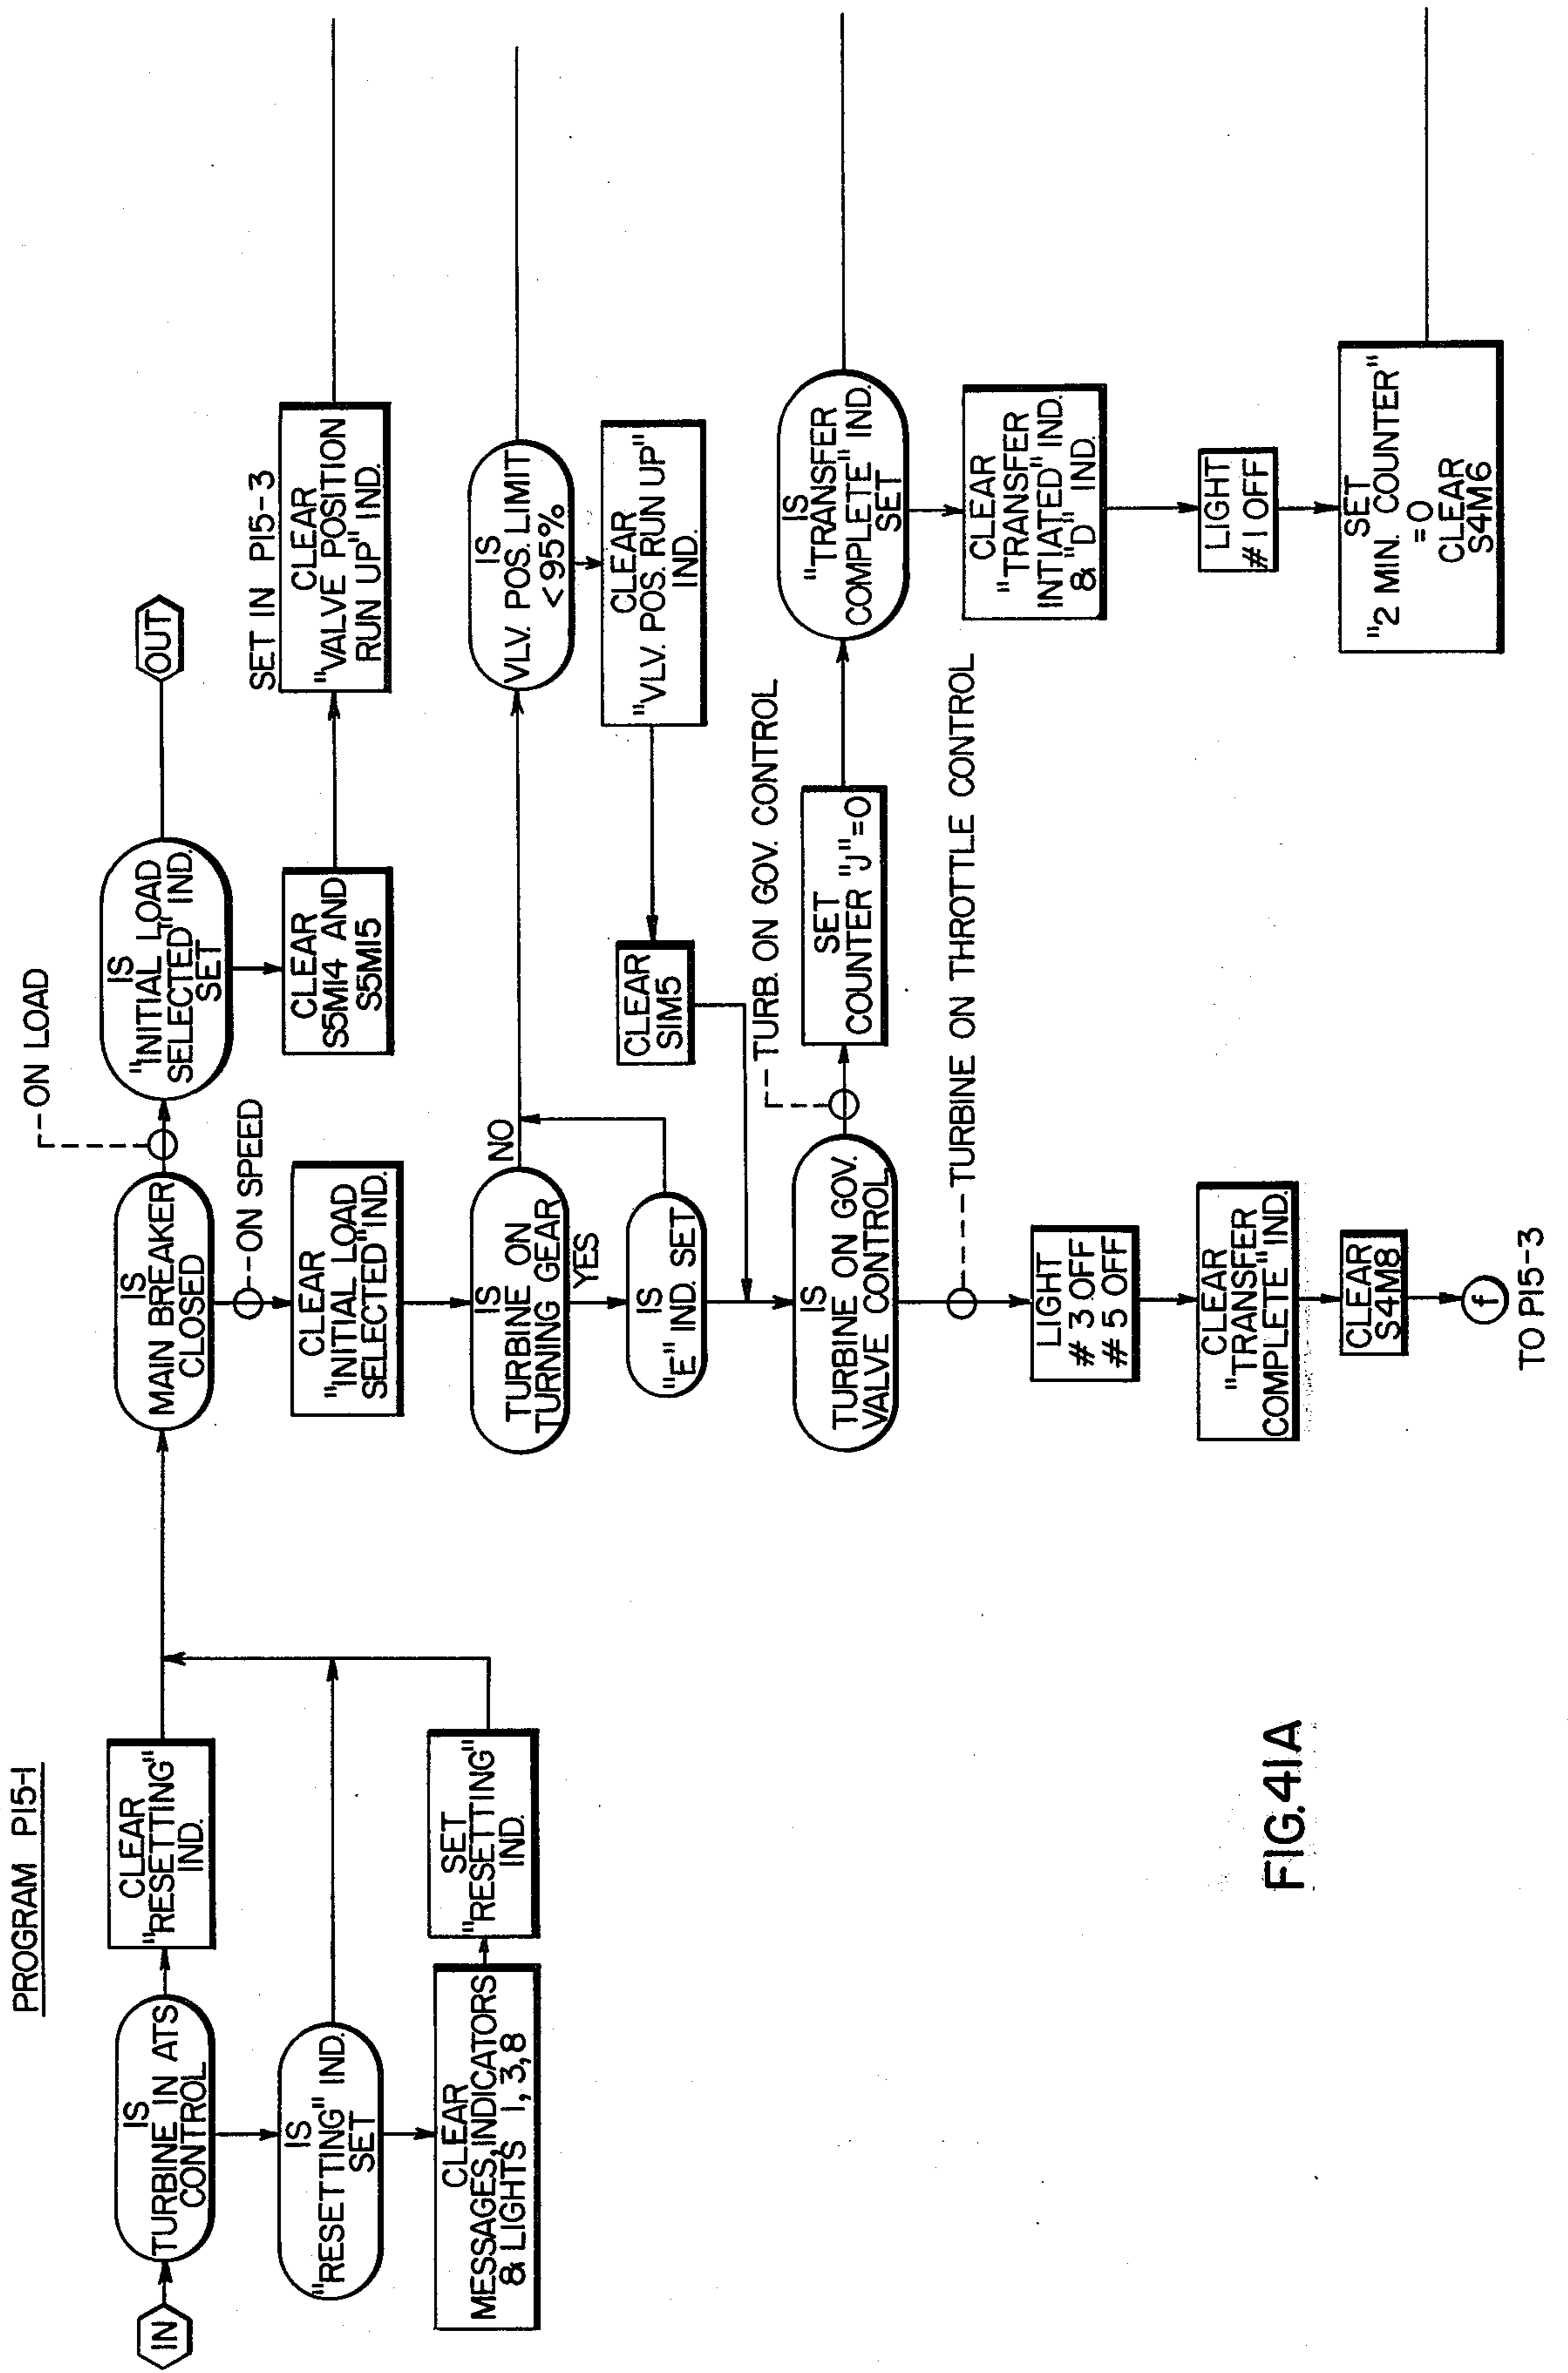 PROGRAM P15-1
IN
IS
TURBINE IN ATS
CONTROL
CLEAR
"RESETTING"
IND.
IS
"RESETTING" IND.
SET
CLEAR
MESSAGES, INDICATORS
& LIGHTS 1, 3, 8
SET
"RESETTING"
IND.
IS
MAIN BREAKER
CLOSED
ON LOAD
IS
"INITIAL LOAD
SELECTED" IND.
SET
OUT
CLEAR
S5M14 AND
S5M15
SET IN P15-3
CLEAR
"VALVE POSITION
RUN UP" IND.
ON SPEED
CLEAR
"INITIAL LOAD
SELECTED" IND.
IS
TURBINE ON
TURNING GEAR
NO
YES
IS
VLV. POS. LIMIT
<95%
CLEAR
"VLV. POS. RUN UP"
IND.
CLEAR
S1M5
IS
"E" IND. SET
IS
TURBINE ON GOV.
VALVE CONTROL
TURB. ON GOV. CONTROL
SET
COUNTER "J"=0
IS
"TRANSFER
COMPLETE" IND.
SET
CLEAR
"TRANSFER
INTIATED" IND.
& "D" IND.
LIGHT
#1 OFF
SET
"2 MIN. COUNTER"
=0
CLEAR
S4M6
TURBINE ON THROTTLE CONTROL
LIGHT
#3 OFF
#5 OFF
CLEAR
"TRANSFER
COMPLETE" IND.
CLEAR
S4M8
f
TO P15-3
FIG. 41A